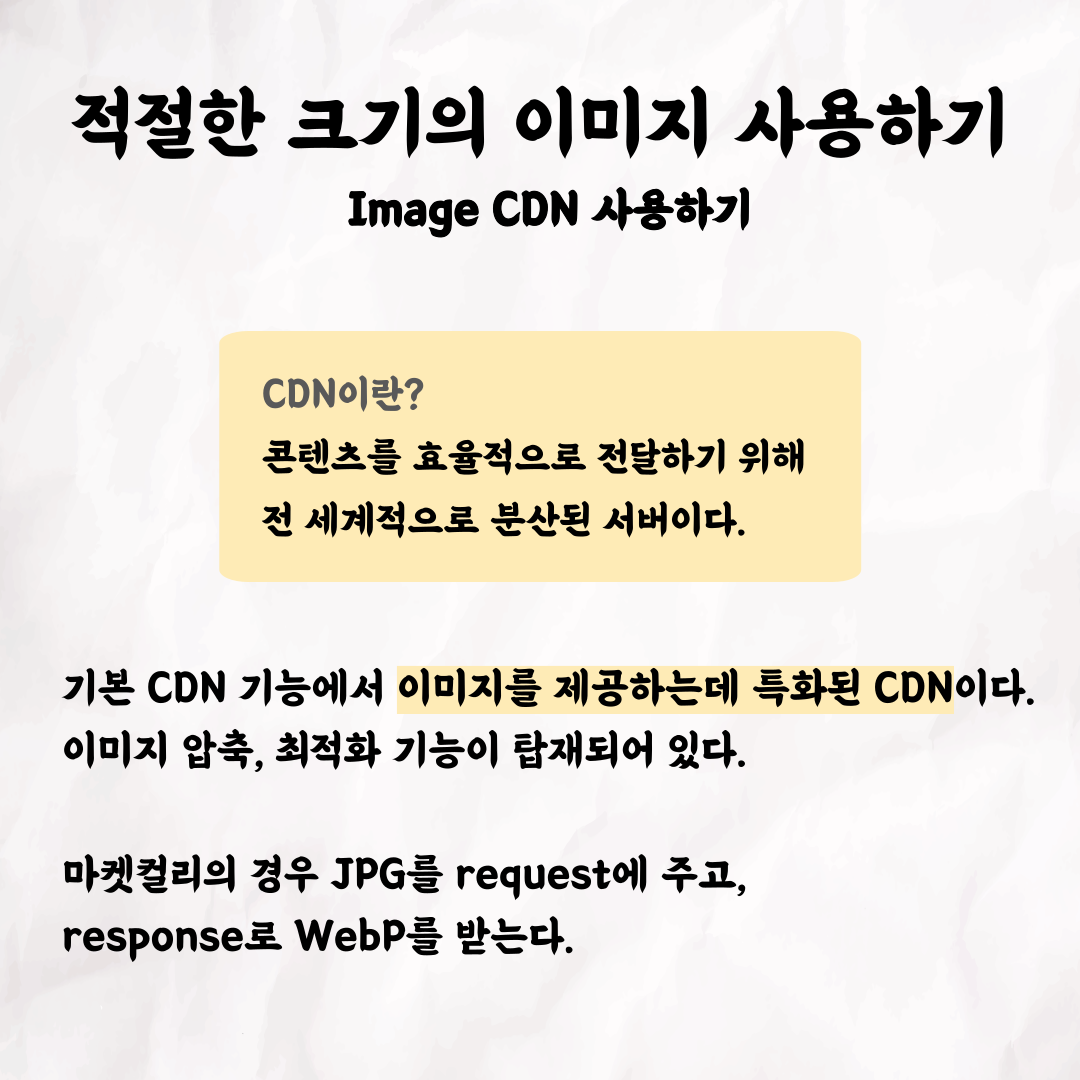 적절한 크기의 이미지 사용하기
Image CDN 사용하기
CDN이란?
콘텐츠를 효율적으로 전달하기 위해
전 세계적으로 분산된 서버이다.
기본 CDN 기능에서 이미지를 제공하는데 특화된 CDN이다.
이미지 압축, 최적화 기능이 탑재되어 있다.
마켓컬리의 경우 JPG를 request에 주고,
response로 WebP를 받는다.